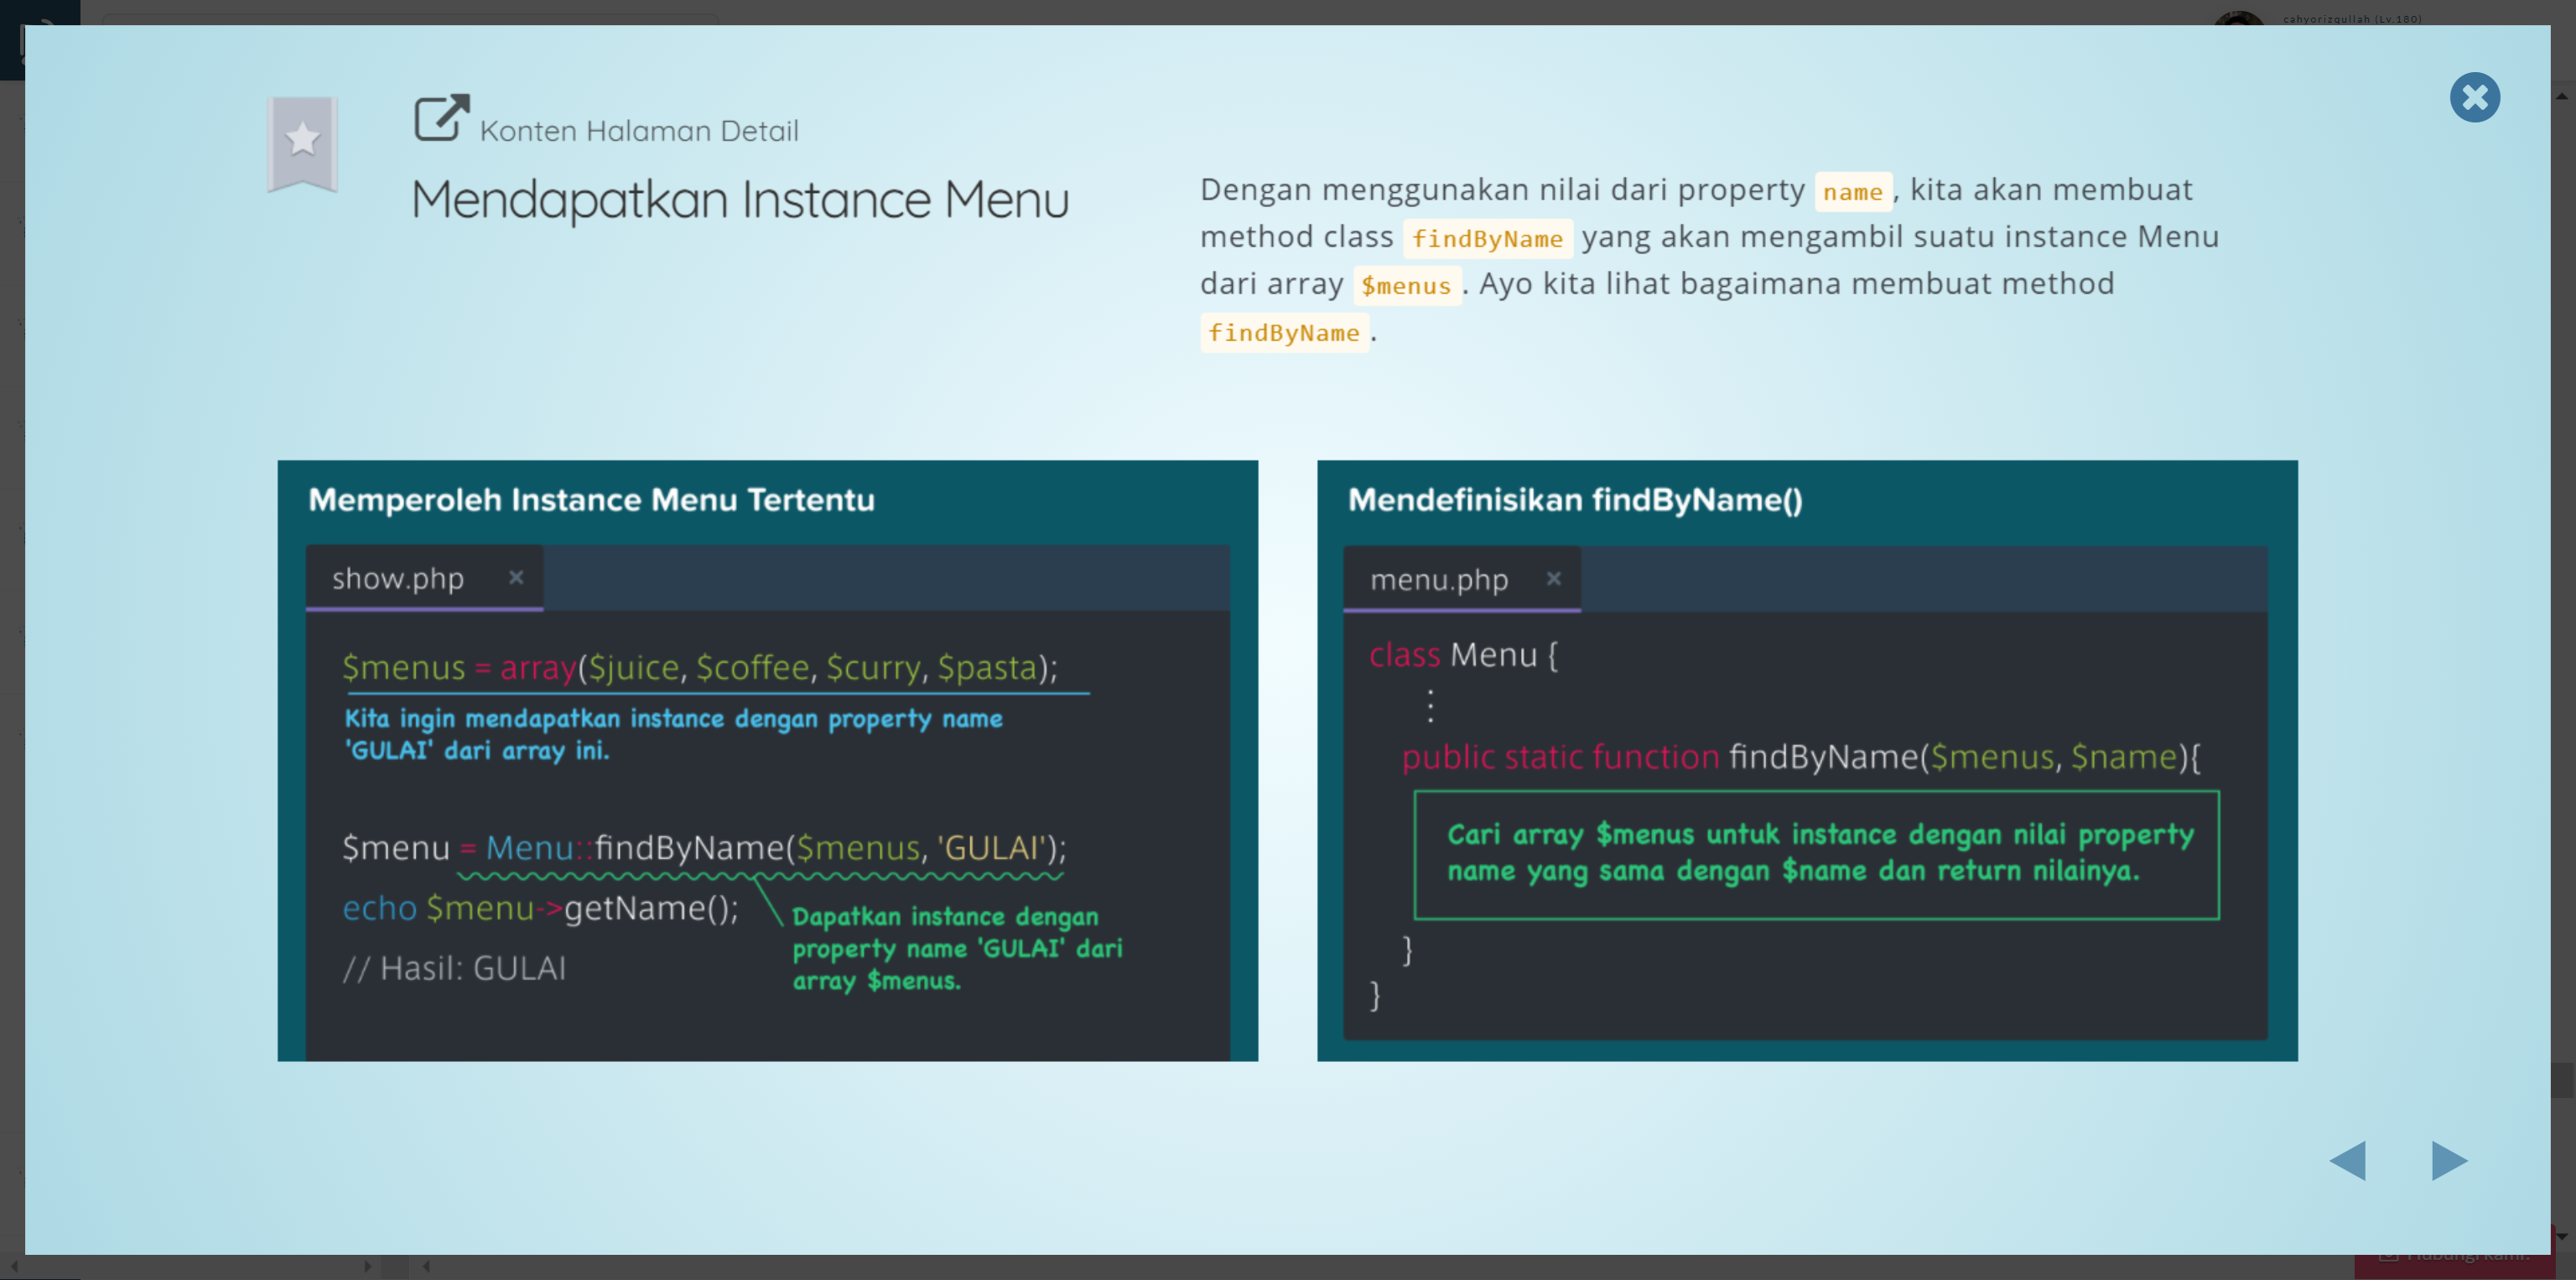 cahyorizqullah (Lv.180)
Konten Halaman Detail
Mendapatkan Instance Menu
Dengan menggunakan nilai dari property name, kita akan membuat
method class findByName yang akan mengambil suatu instance Menu
dari array $menus. Ayo kita lihat bagaimana membuat method
findByName.
Memperoleh Instance Menu Tertentu
show.php ×
$menus = array($juice, $coffee, $curry, $pasta);
Kita ingin mendapatkan instance dengan property name
'GULAI' dari array ini.
$menu = Menu::findByName($menus, 'GULAI');
echo $menu->getName();
Dapatkan instance dengan
property name 'GULAI' dari
array $menus.
// Hasil: GULAI
Mendefinisikan findByName()
menu.php ×
class Menu {
⋮
public static function findByName($menus, $name){
Cari array $menus untuk instance dengan nilai property
name yang sama dengan $name dan return nilainya.
}
}
Hubungi kami!